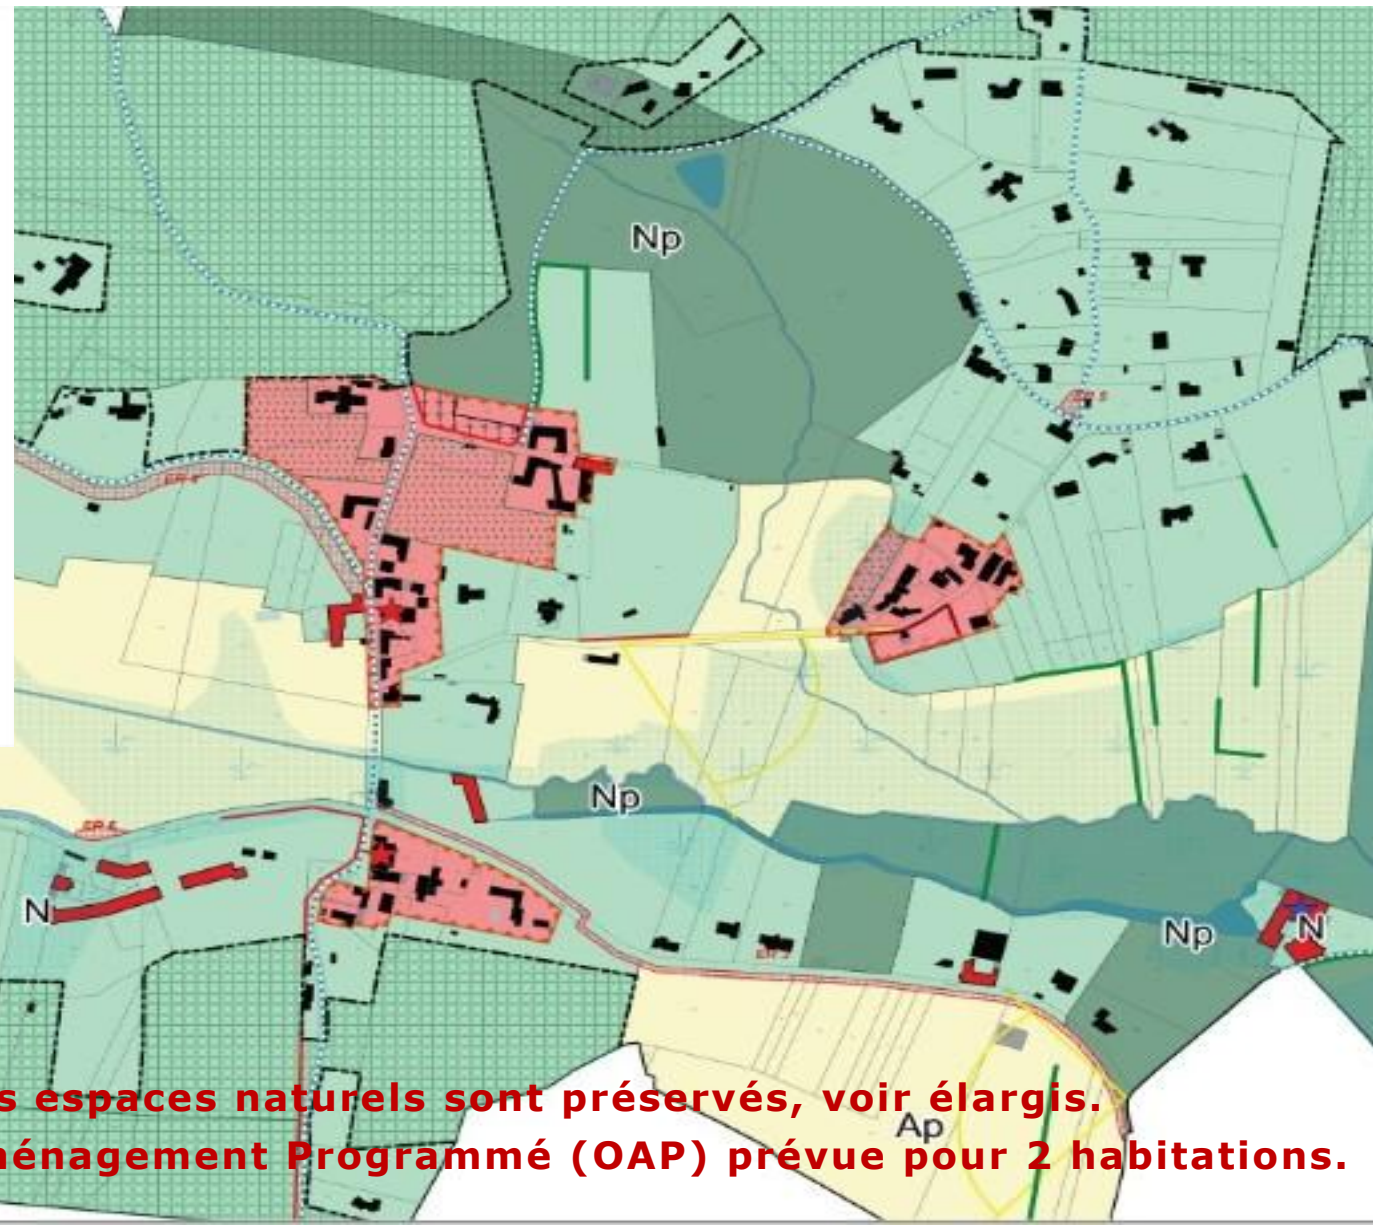 Np
Np
N
Np
N
Ap
s espaces naturels sont préservés, voir élargis.
ménagement Programmé (OAP) prévue pour 2 habitations.